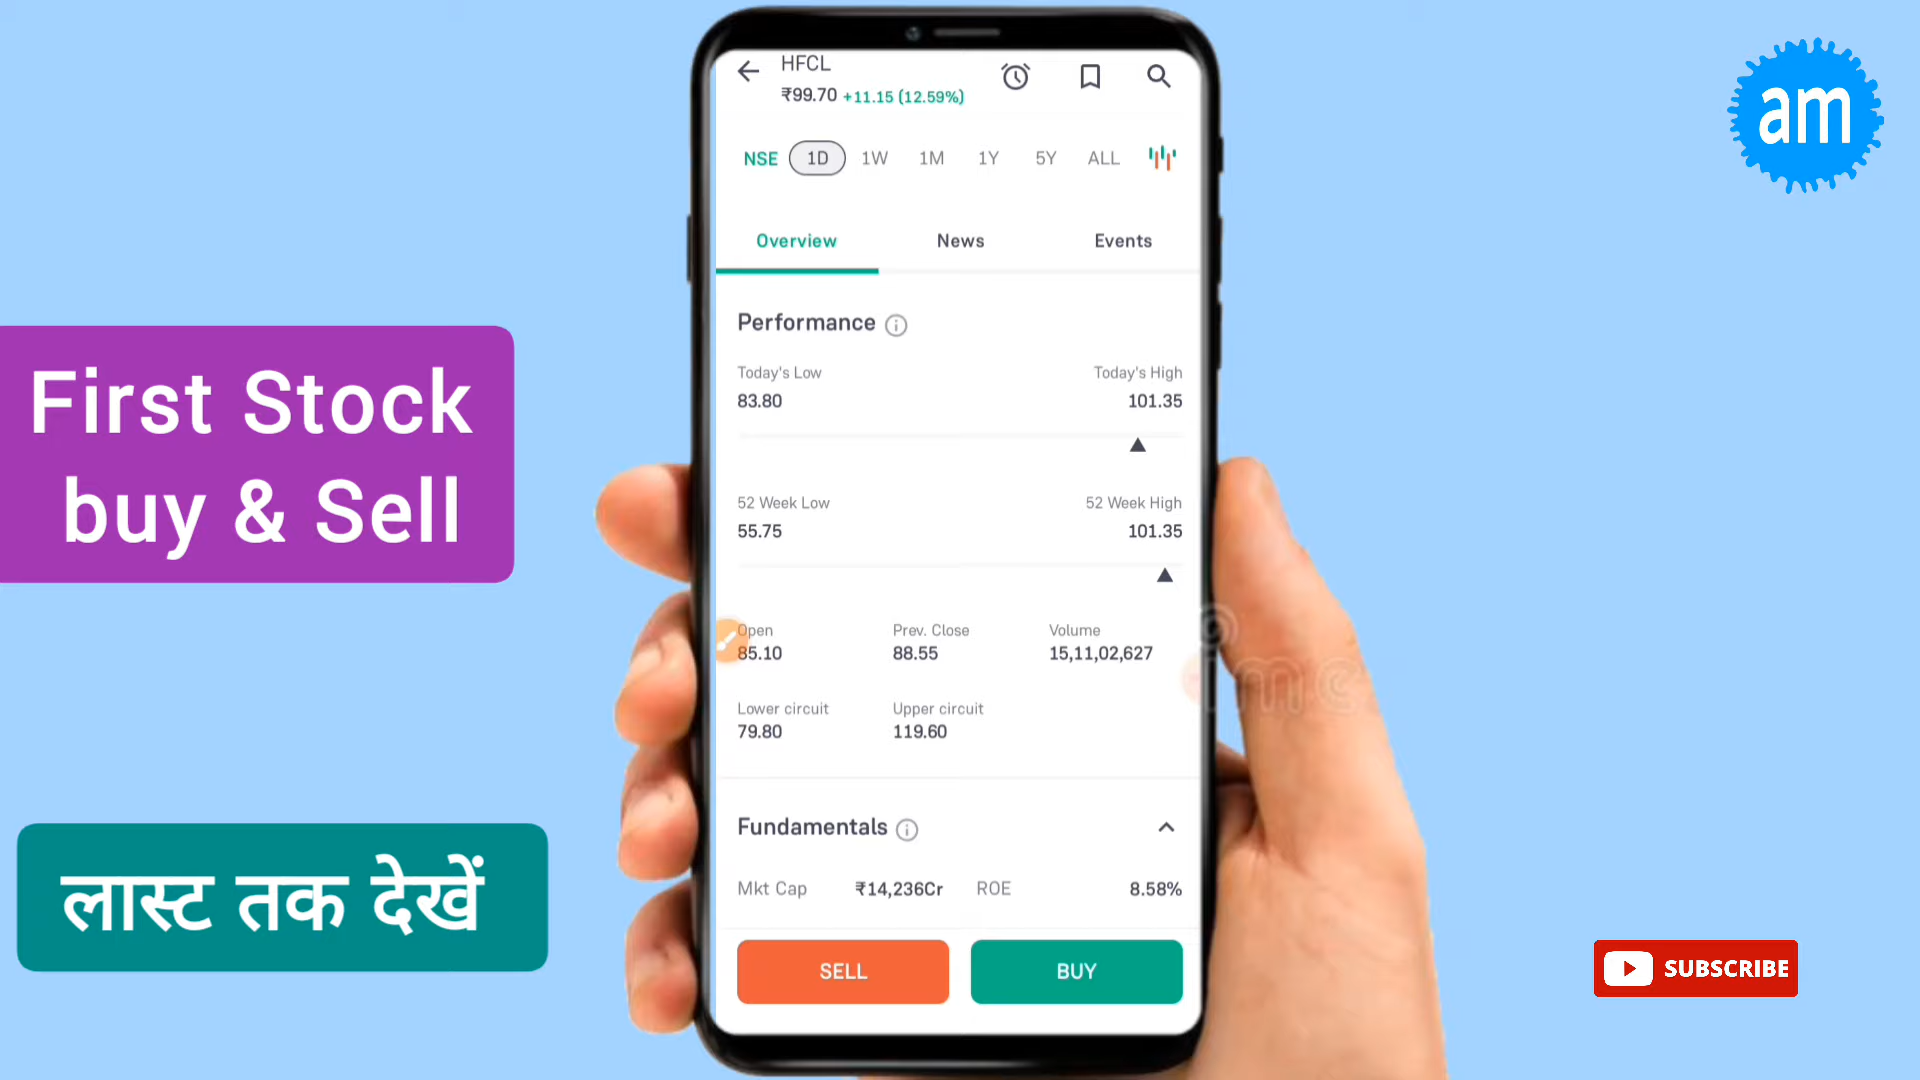 HFCL
₹99.70 +11.15 (12.59%)
NSE 1D 1W 1M 1Y 5Y ALL
Overview News Events
Performance
Today's Low Today's High
83.80 101.35
52 Week Low 52 Week High
55.75 101.35
Open Prev. Close Volume
85.10 88.55 15,11,02,627
Lower circuit Upper circuit
79.80 119.60
Fundamentals
Mkt Cap ₹14,236Cr ROE 8.58%
SELL BUY
First Stock
buy & Sell
लास्ट तक देखें
am
SUBSCRIBE